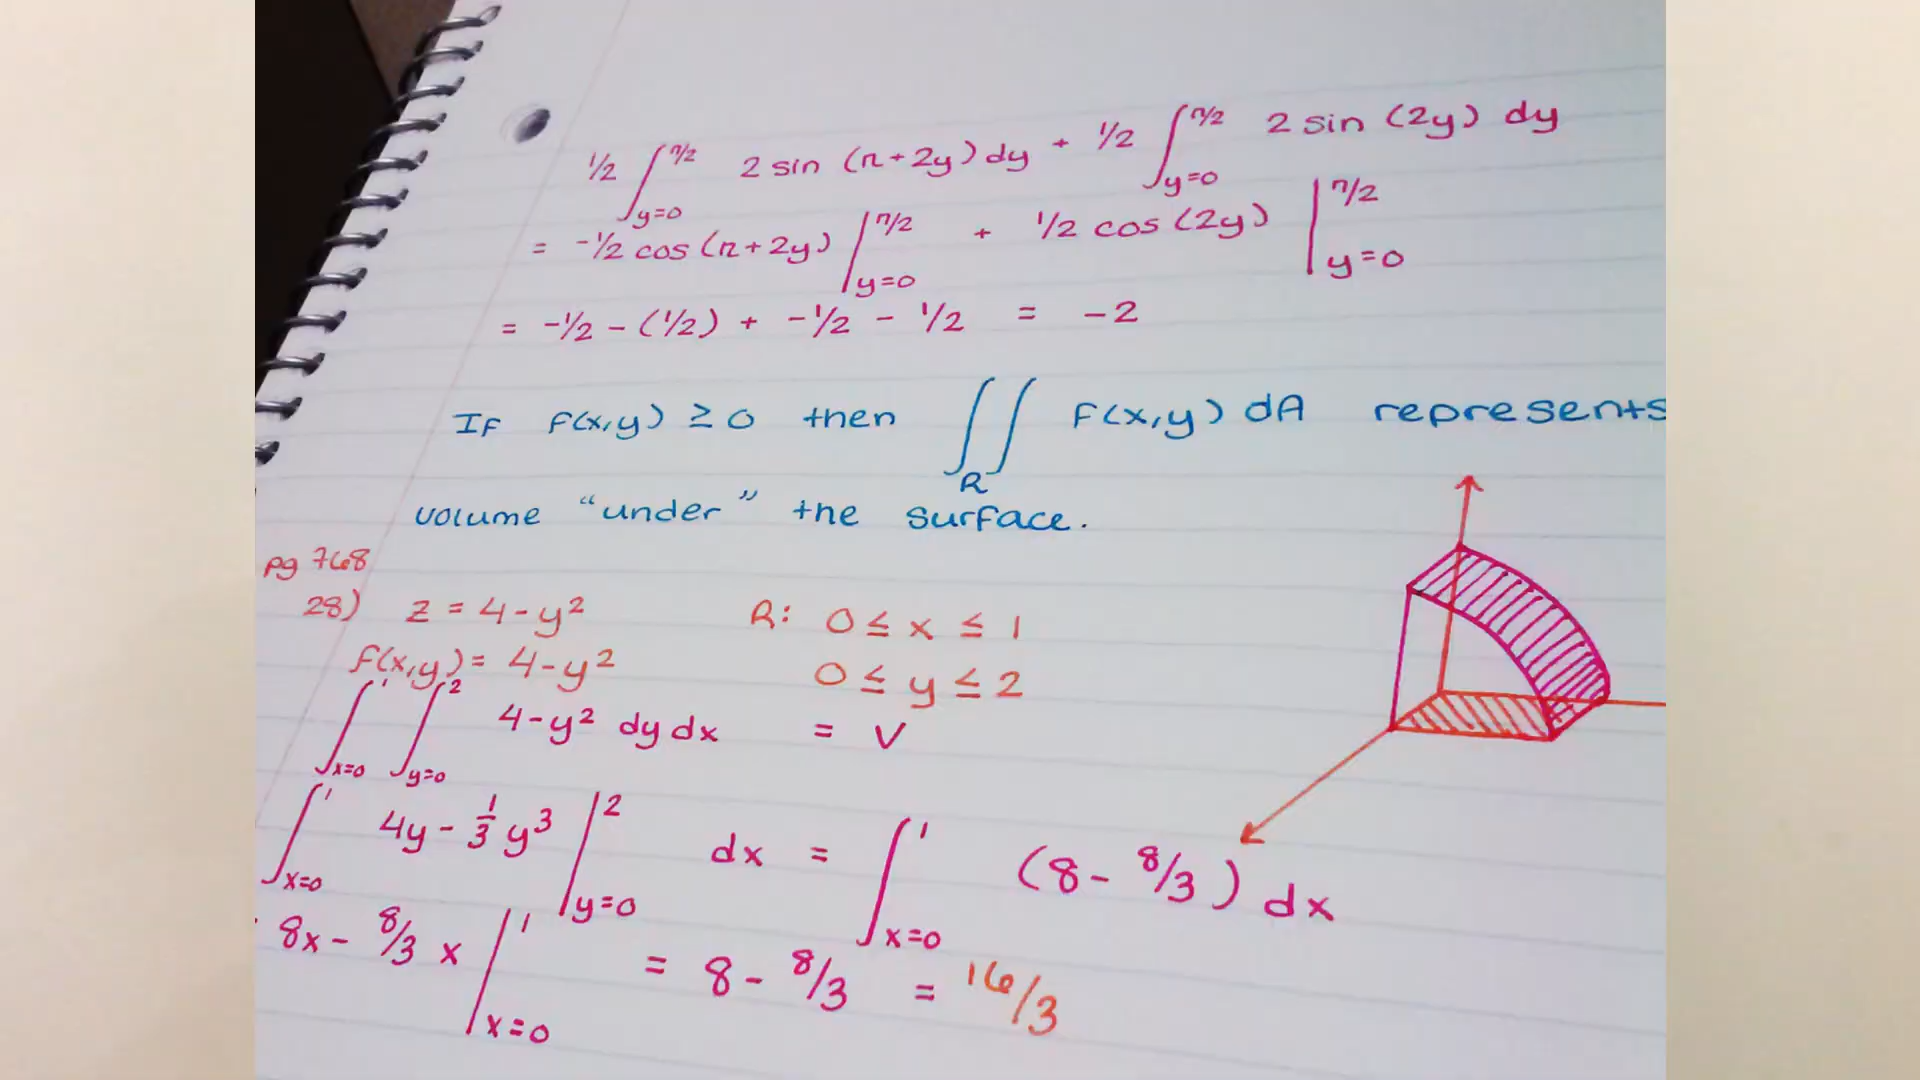 1/2 ∫_{y=0}^{π/2} 2 sin (π+2y) dy + 1/2 ∫_{y=0}^{π/2} 2 sin (2y) dy
= -1/2 cos (π+2y) |_{y=0}^{π/2} + 1/2 cos (2y) |_{y=0}^{π/2}
= -1/2 - (1/2) + -1/2 - 1/2 = -2
If f(x,y) ≥ 0 then ∫∫_R f(x,y) dA represents
volume “under” the surface.
pg 768
28) z = 4-y² R: 0 ≤ x ≤ 1
f(x,y) = 4-y² 0 ≤ y ≤ 2
∫_{x=0}^{1} ∫_{y=0}^{2} 4-y² dy dx = V
∫_{x=0}^{1} 4y - 1/3 y³ |_{y=0}^{2} dx = ∫_{x=0}^{1} (8 - 8/3) dx
8x - 8/3 x |_{x=0}^{1} = 8 - 8/3 = 16/3